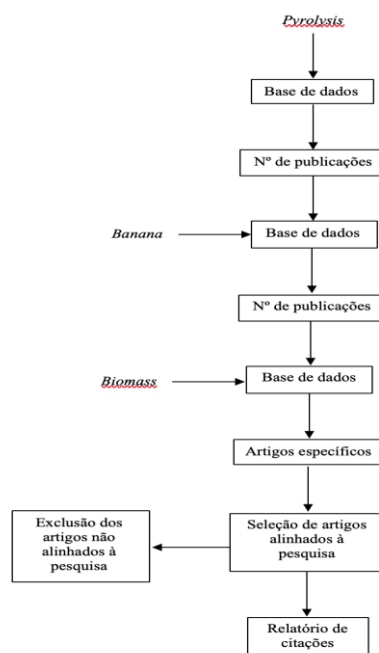 Pyrolysis
Base de dados
Nº de publicações
Banana
Base de dados
Nº de publicações
Biomass
Base de dados
Artigos específicos
Exclusão dos
artigos não
alinhados à
pesquisa
Seleção de artigos
alinhados à
pesquisa
Relatório de
citações